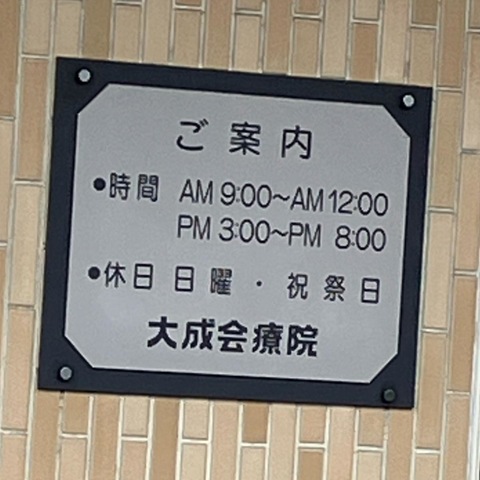 ご案内
●時間 AM 9:00〜AM 12:00
PM 3:00〜PM 8:00
●休日 日曜・祝祭日
大成会療院